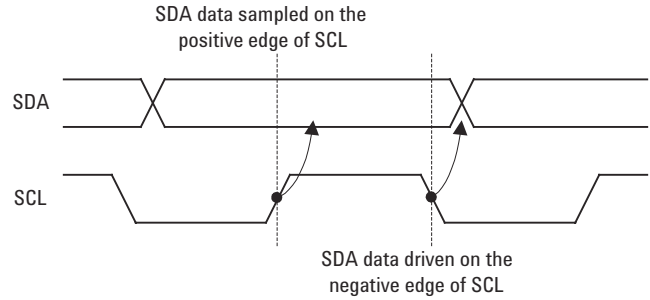 SDA data sampled on the
positive edge of SCL
SDA
SCL
SDA data driven on the
negative edge of SCL